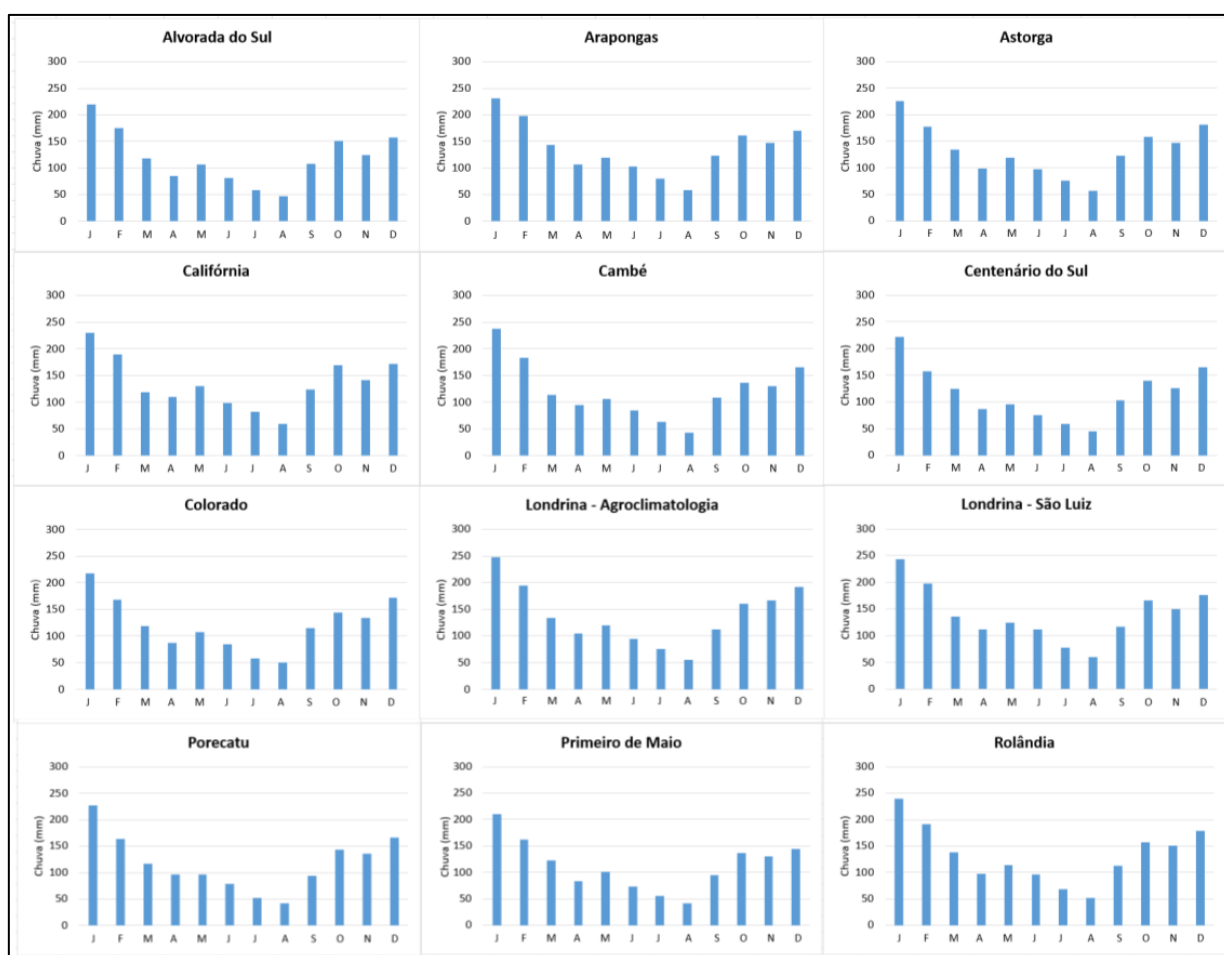 Alvorada do Sul
Chuva (mm)
300
250
200
150
100
50
0
J F M A M J J A S O N D
Arapongas
Chuva (mm)
300
250
200
150
100
50
0
J F M A M J J A S O N D
Astorga
Chuva (mm)
300
250
200
150
100
50
0
J F M A M J J A S O N D
Califórnia
Chuva (mm)
300
250
200
150
100
50
0
J F M A M J J A S O N D
Cambé
Chuva (mm)
300
250
200
150
100
50
0
J F M A M J J A S O N D
Centenário do Sul
Chuva (mm)
300
250
200
150
100
50
0
J F M A M J J A S O N D
Colorado
Chuva (mm)
300
250
200
150
100
50
0
J F M A M J J A S O N D
Londrina - Agroclimatologia
Chuva (mm)
300
250
200
150
100
50
0
J F M A M J J A S O N D
Londrina - São Luiz
Chuva (mm)
300
250
200
150
100
50
0
J F M A M J J A S O N D
Porecatu
Chuva (mm)
300
250
200
150
100
50
0
J F M A M J J A S O N D
Primeiro de Maio
Chuva (mm)
300
250
200
150
100
50
0
J F M A M J J A S O N D
Rolândia
Chuva (mm)
300
250
200
150
100
50
0
J F M A M J J A S O N D